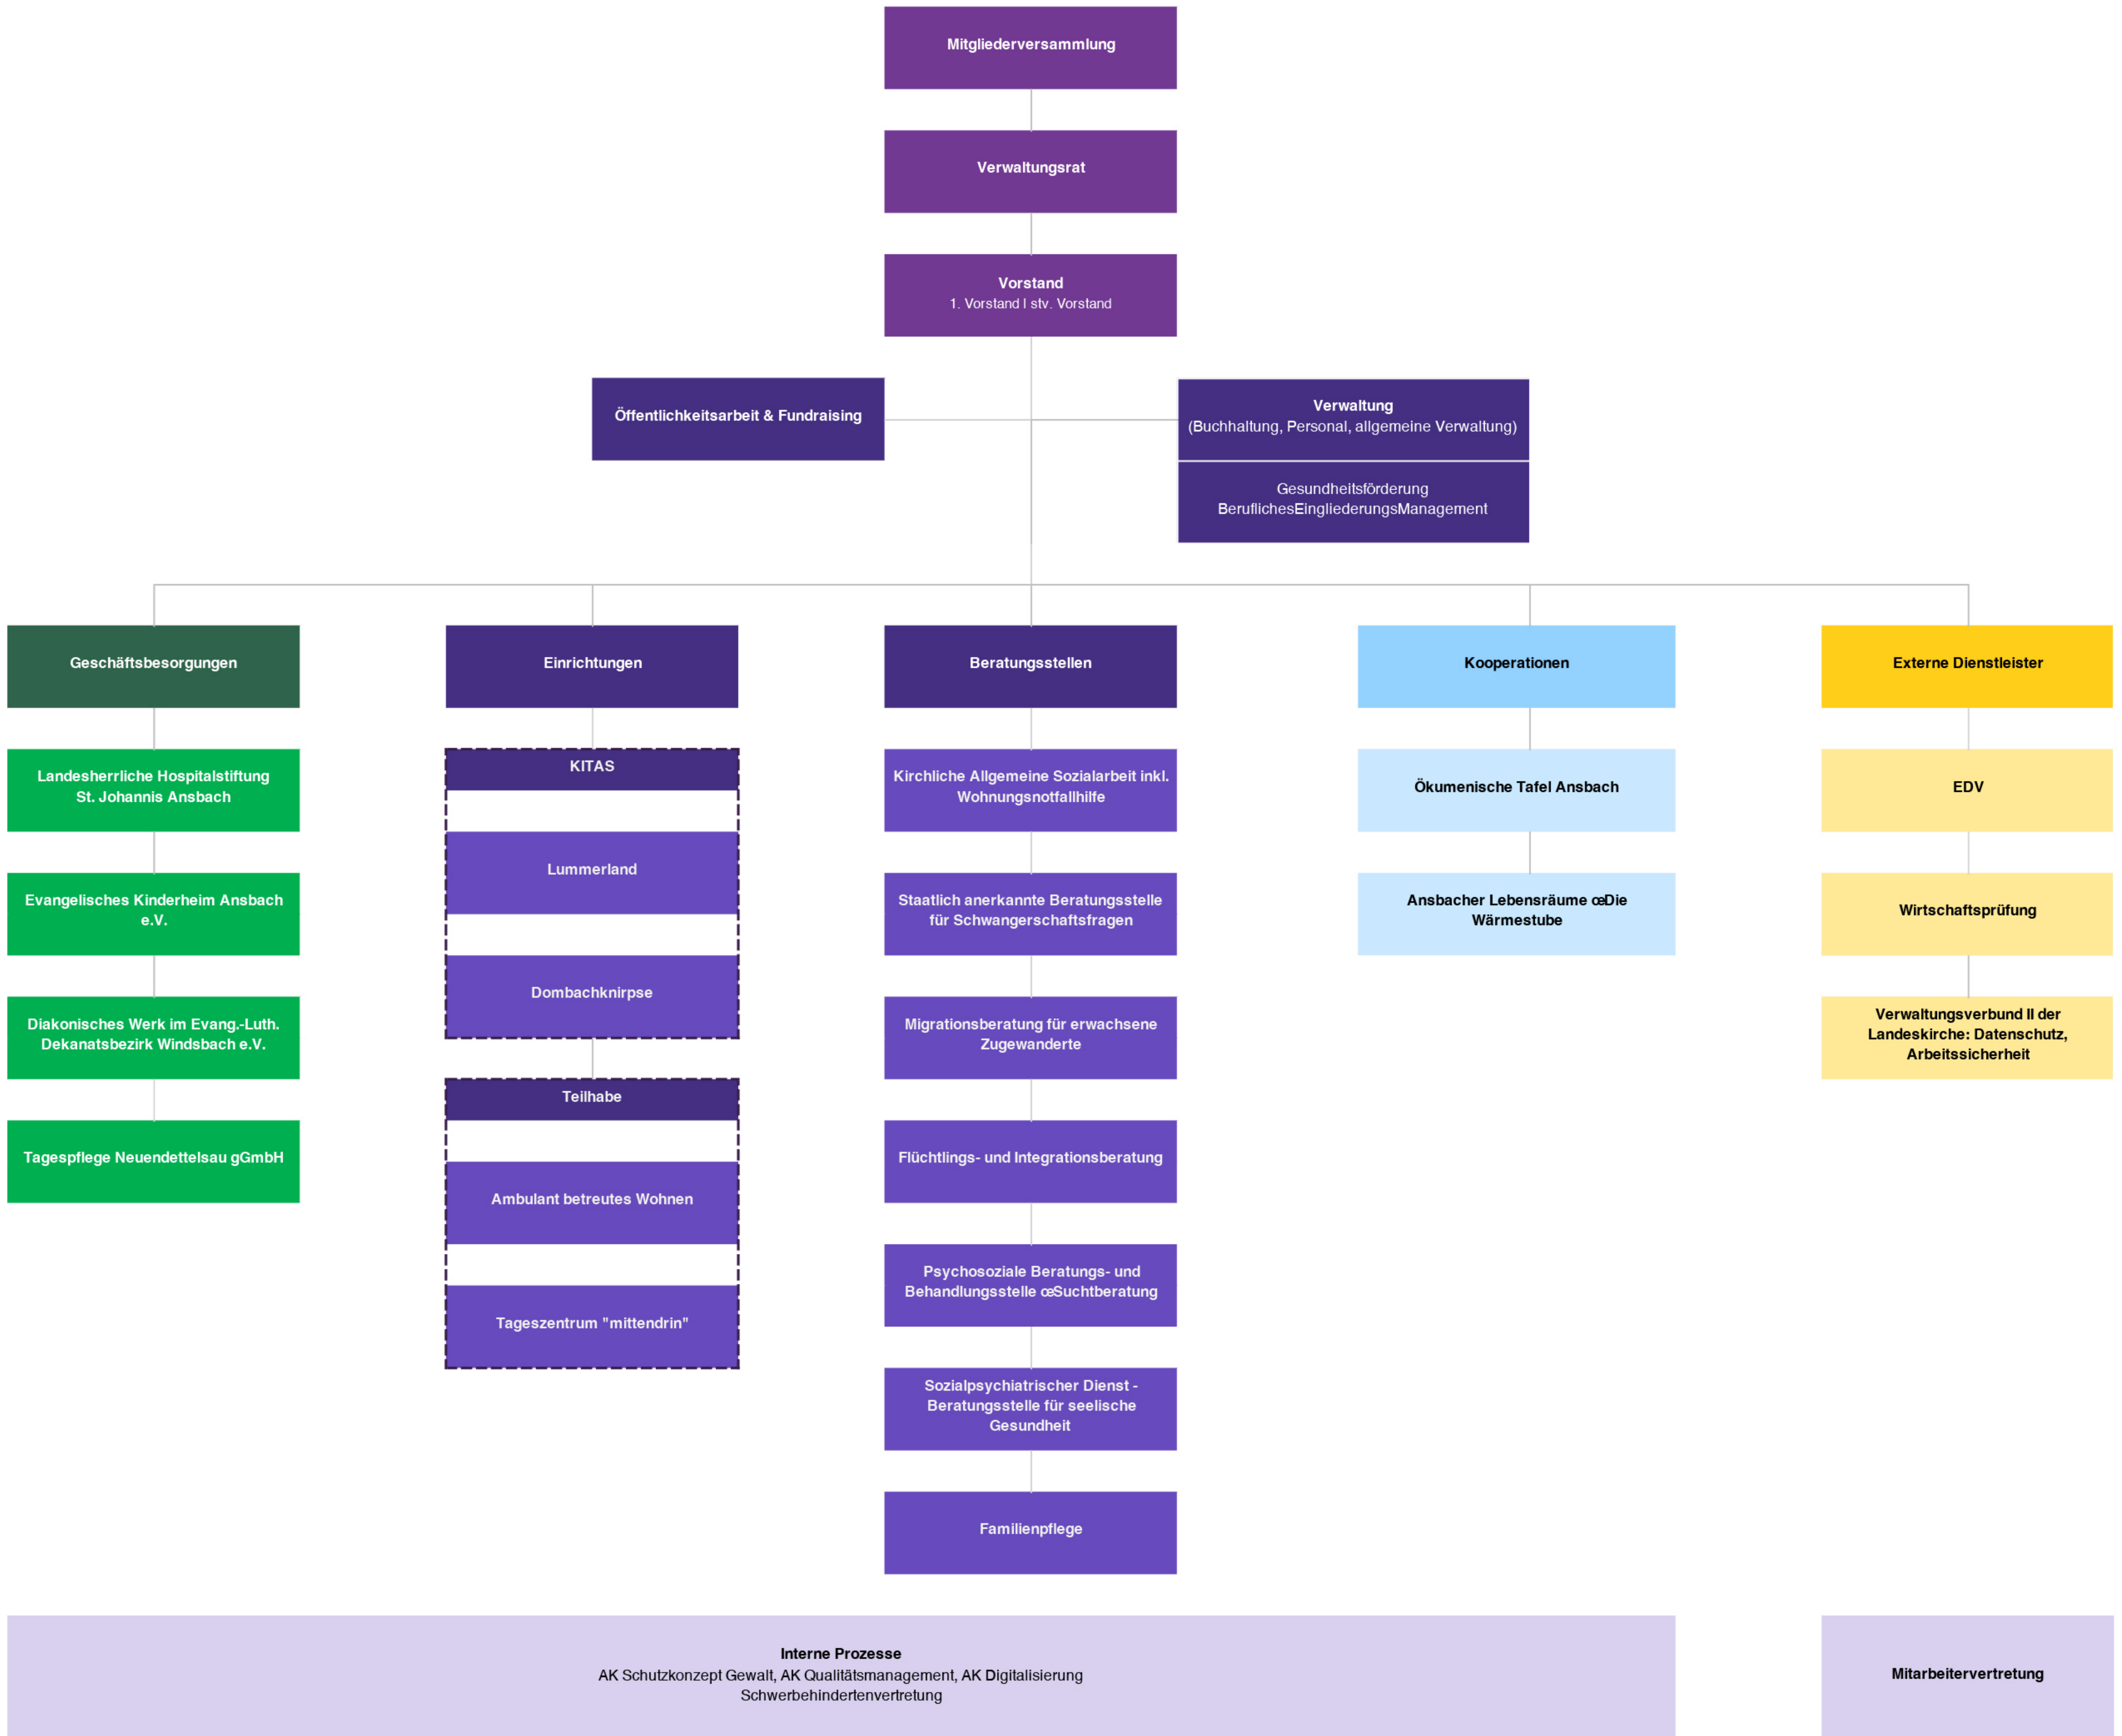 Mitgliederversammlung
Verwaltungsrat
Vorstand
1. Vorstand I stv. Vorstand
Öffentlichkeitsarbeit & Fundraising
Verwaltung
(Buchhaltung, Personal, allgemeine Verwaltung)
Gesundheitsförderung
BeruflichesEingliederungsManagement
Geschäftsbesorgungen
Landesherrliche Hospitalstiftung
St. Johannis Ansbach
Evangelisches Kinderheim Ansbach
e.V.
Diakonisches Werk im Evang.-Luth.
Dekanatsbezirk Windsbach e.V.
Tagespflege Neuendettelsau gGmbH
Einrichtungen
KITAS
Lummerland
Dombachknirpse
Teilhabe
Ambulant betreutes Wohnen
Tageszentrum "mittendrin"
Beratungsstellen
Kirchliche Allgemeine Sozialarbeit inkl.
Wohnungsnotfallhilfe
Staatlich anerkannte Beratungsstelle
für Schwangerschaftsfragen
Migrationsberatung für erwachsene
Zugewanderte
Flüchtlings- und Integrationsberatung
Psychosoziale Beratungs- und
Behandlungsstelle œSuchtberatung
Sozialpsychiatrischer Dienst -
Beratungsstelle für seelische
Gesundheit
Familienpflege
Kooperationen
Ökumenische Tafel Ansbach
Ansbacher Lebensräume œDie
Wärmestube
Externe Dienstleister
EDV
Wirtschaftsprüfung
Verwaltungsverbund II der
Landeskirche: Datenschutz,
Arbeitssicherheit
Interne Prozesse
AK Schutzkonzept Gewalt, AK Qualitätsmanagement, AK Digitalisierung
Schwerbehindertenvertretung
Mitarbeitervertretung